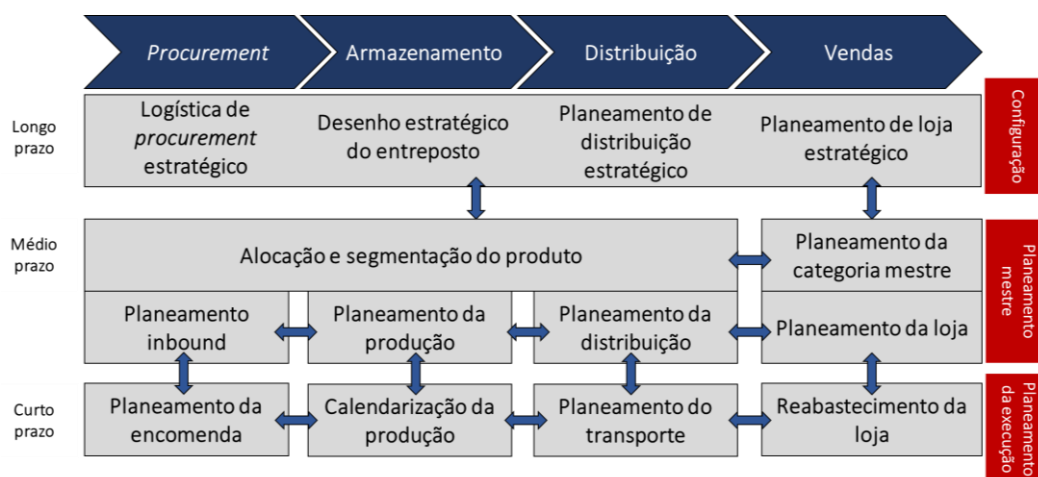 Procurement
Armazenamento
Distribuição
Vendas
Longo
prazo
Logística de
procurement
estratégico
Desenho estratégico
do entreposto
Planeamento de
distribuição
estratégico
Planeamento de loja
estratégico
Configuração
Médio
prazo
Alocação e segmentação do produto
Planeamento da
categoria mestre
Planeamento
mestre
Planeamento
inbound
Planeamento da
produção
Planeamento da
distribuição
Planeamento da loja
Curto
prazo
Planeamento da
encomenda
Calendarização da
produção
Planeamento do
transporte
Reabastecimento da
loja
Planeamento
da execução